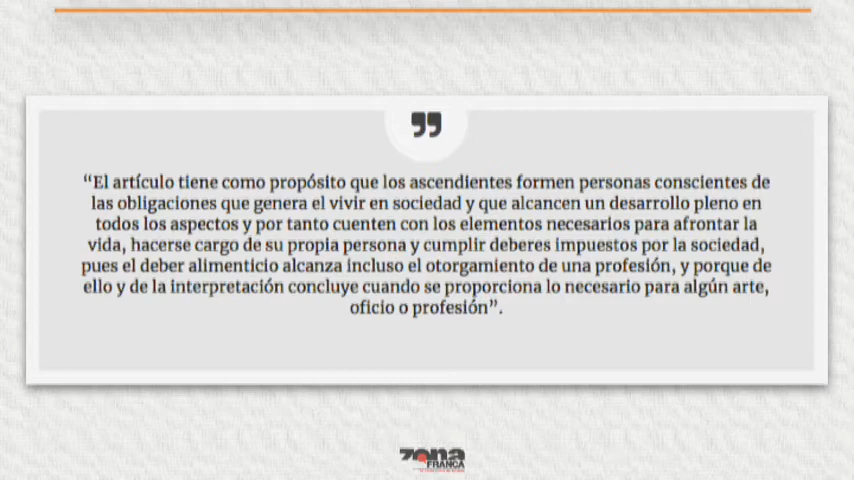 ”
“El artículo tiene como propósito que los ascendientes formen personas conscientes de
las obligaciones que genera el vivir en sociedad y que alcancen un desarrollo pleno en
todos los aspectos y por tanto cuenten con los elementos necesarios para afrontar la
vida, hacerse cargo de su propia persona y cumplir deberes impuestos por la sociedad,
pues el deber alimenticio alcanza incluso el otorgamiento de una profesión, y porque de
ello y de la interpretación concluye cuando se proporciona lo necesario para algún arte,
oficio o profesión”.
zona
FRANCA